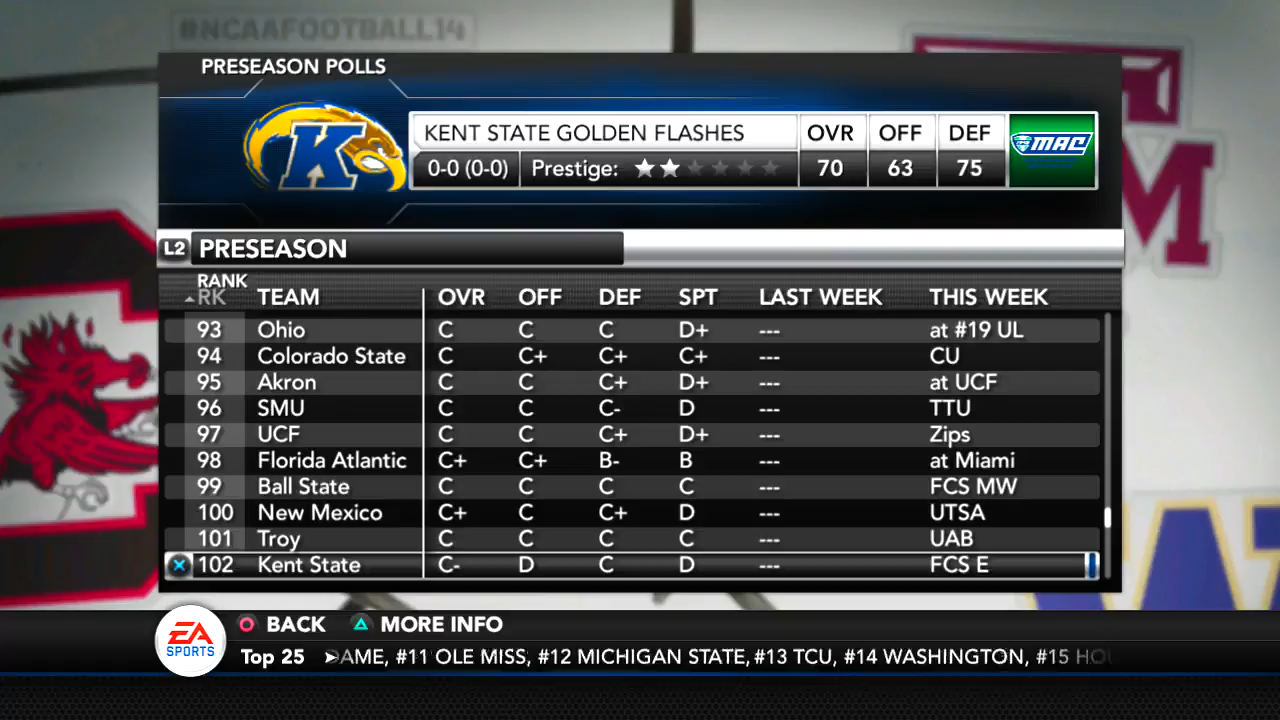 #NCAAFOOTBALL14
PRESEASON POLLS
K
KENT STATE GOLDEN FLASHES OVR OFF DEF MAC
0-0 (0-0) Prestige: 70 63 75
L2 PRESEASON
RANK
RK TEAM OVR OFF DEF SPT LAST WEEK THIS WEEK
93 Ohio C C C D+ --- at #19 UL
94 Colorado State C C+ C+ C+ --- CU
95 Akron C C C+ D+ --- at UCF
96 SMU C C C- D --- TTU
97 UCF C C C+ D+ --- Zips
98 Florida Atlantic C+ C+ B- B --- at Miami
99 Ball State C C C C --- FCS MW
100 New Mexico C+ C C+ D --- UTSA
101 Troy C C C C --- UAB
102 Kent State C- D C D --- FCS E
BACK MORE INFO
EA
SPORTS
Top 25 AME, #11 OLE MISS, #12 MICHIGAN STATE, #13 TCU, #14 WASHINGTON, #15 HO